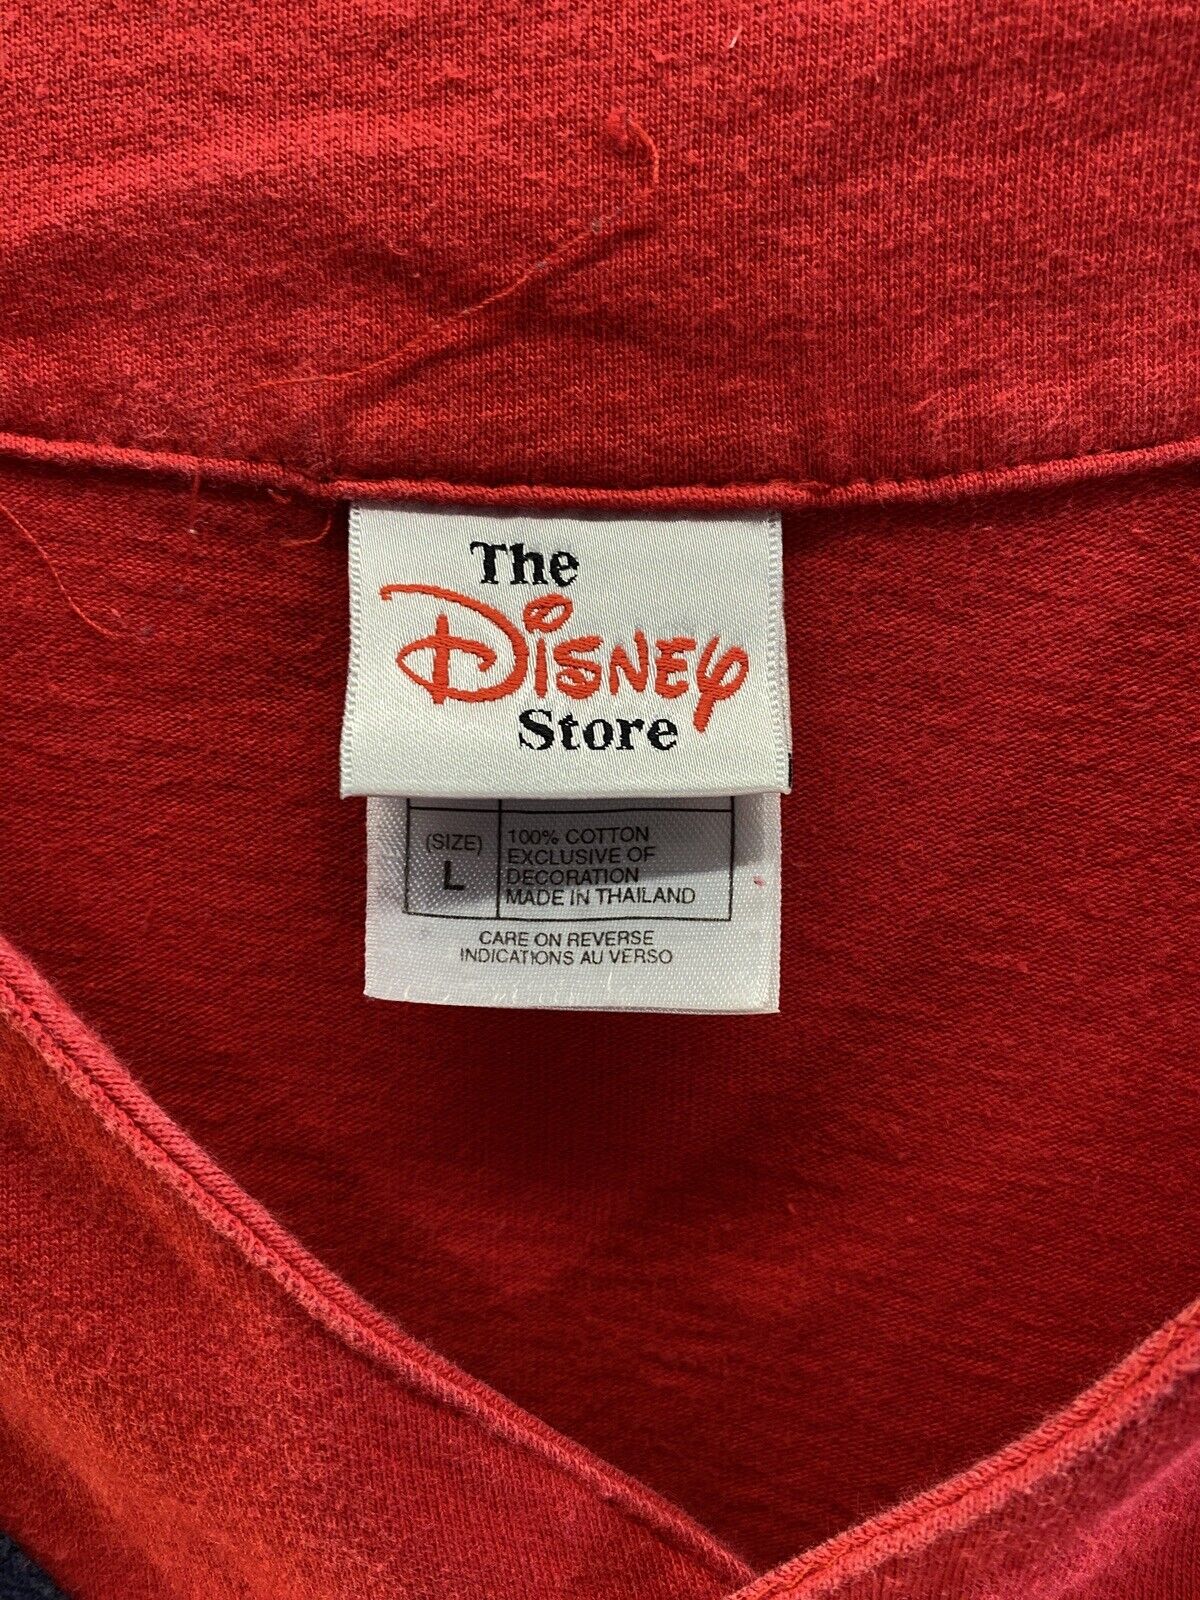 The
Disney
Store
(SIZE)
L
100% COTTON
EXCLUSIVE OF
DECORATION
MADE IN THAILAND
CARE ON REVERSE
INDICATIONS AU VERSO